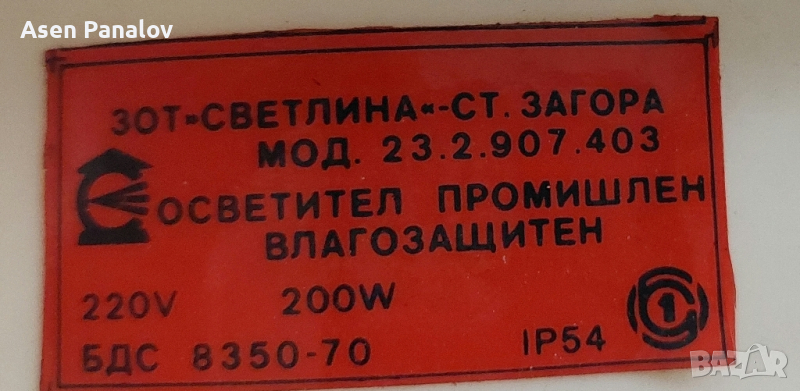 Asen Panalov
ЗОТ»СВЕТЛИНА«-СТ. ЗАГОРА
МОД. 23.2.907.403
ОСВЕТИТЕЛ ПРОМИШЛЕН
ВЛАГОЗАЩИТЕН
220V 200W
1
БДС 8350-70 IP54
BAZAR